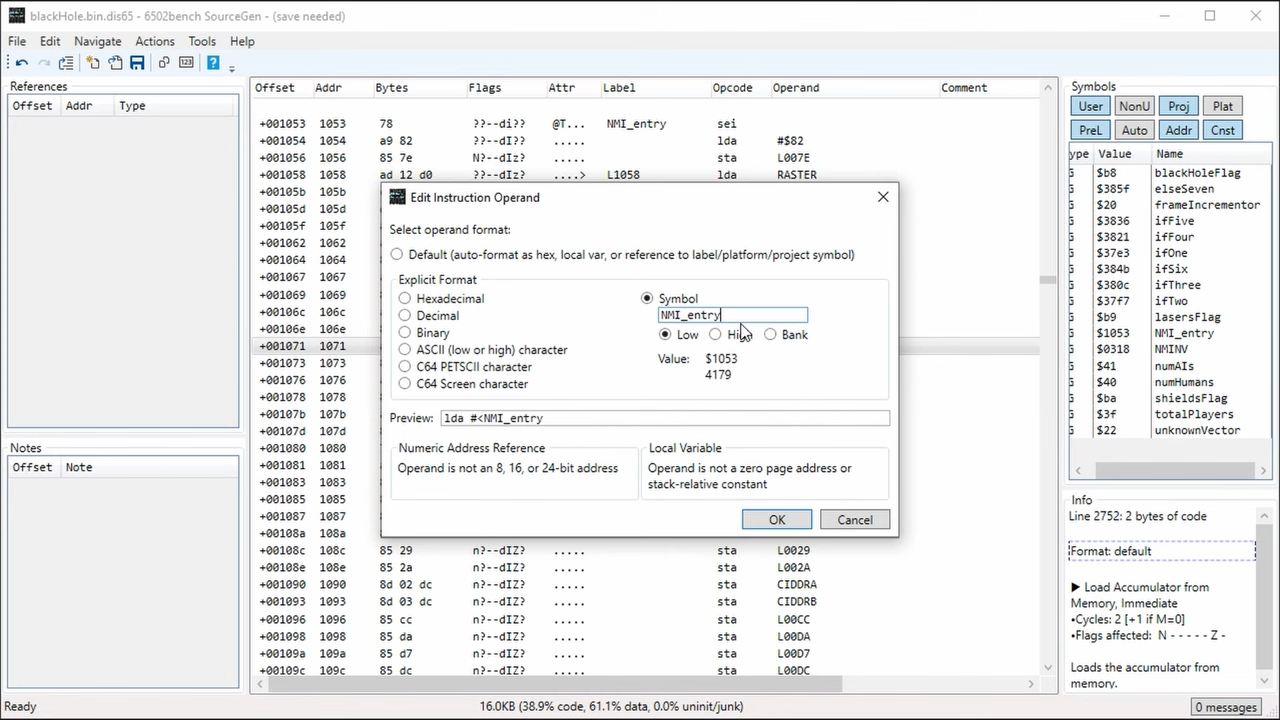 blackHole.bin.dis65 - 6502bench SourceGen - (save needed)
File Edit Navigate Actions Tools Help
References
Offset Addr Type
Notes
Offset Note
Offset Addr Bytes Flags Attr Label Opcode Operand Comment
+001053 1053 78 ??--di?? @T... NMI_entry sei
+001054 1054 a9 82 ??--dIz? ..... lda #$82
+001056 1056 85 7e N?--dIz? ..... sta L007E
+001058 1058 ad 12 d0 ??--dIz? ....> L1058 lda RASTER
+00105b 105b
+00105d 105d
+00105f 105f
+001062 1062
+001064 1064
+001067 1067
+001069 1069
+00106c 106c
+00106e 106e
+001071 1071
+001073 1073
+001076 1076
+001078 1078
+00107b 107b
+00107d 107d
+001080 1080
+001081 1081
+001083 1083
+001085 1085
+001087 1087
+00108a 108a
+00108c 108c 85 29 n?--dIZ? ..... sta L0029
+00108e 108e 85 2a n?--dIZ? ..... sta L002A
+001090 1090 8d 02 dc n?--dIZ? ..... sta CIDDRA
+001093 1093 8d 03 dc n?--dIZ? ..... sta CIDDRB
+001096 1096 85 cc n?--dIZ? ..... sta L00CC
+001098 1098 85 da n?--dIZ? ..... sta L00DA
+00109a 109a 85 d7 n?--dIZ? ..... sta L00D7
+00109c 109c 85 dc n?--dIZ? ..... sta L00DC
Edit Instruction Operand
Select operand format:
Default (auto-format as hex, local var, or reference to label/platform/project symbol)
Explicit Format
Hexadecimal
Decimal
Binary
ASCII (low or high) character
C64 PETSCII character
C64 Screen character
Symbol
NMI_entry
Low Bank
Value: $1053
4179
Preview: lda #<NMI_entry
Numeric Address Reference
Operand is not an 8, 16, or 24-bit address
Local Variable
Operand is not a zero page address or
stack-relative constant
OK Cancel
Symbols
User NonU Proj Plat
PreL Auto Addr Cnst
ype Value Name
$b8 blackHoleFlag
$385f elseSeven
$20 frameIncrementor
$3836 ifFive
$3821 ifFour
$37e3 ifOne
$384b ifSix
$380c ifThree
$37f7 ifTwo
$b9 lasersFlag
$1053 NMI_entry
$0318 NMINV
$41 numAIs
$40 numHumans
$ba shieldsFlag
$3f totalPlayers
$22 unknownVector
Info
Line 2752: 2 bytes of code
Format: default
▶ Load Accumulator from
Memory, Immediate
•Cycles: 2 [+1 if M=0]
•Flags affected: N - - - - - Z -
Loads the accumulator from
memory.
Ready
16.0KB (38.9% code, 61.1% data, 0.0% uninit/junk)
0 messages